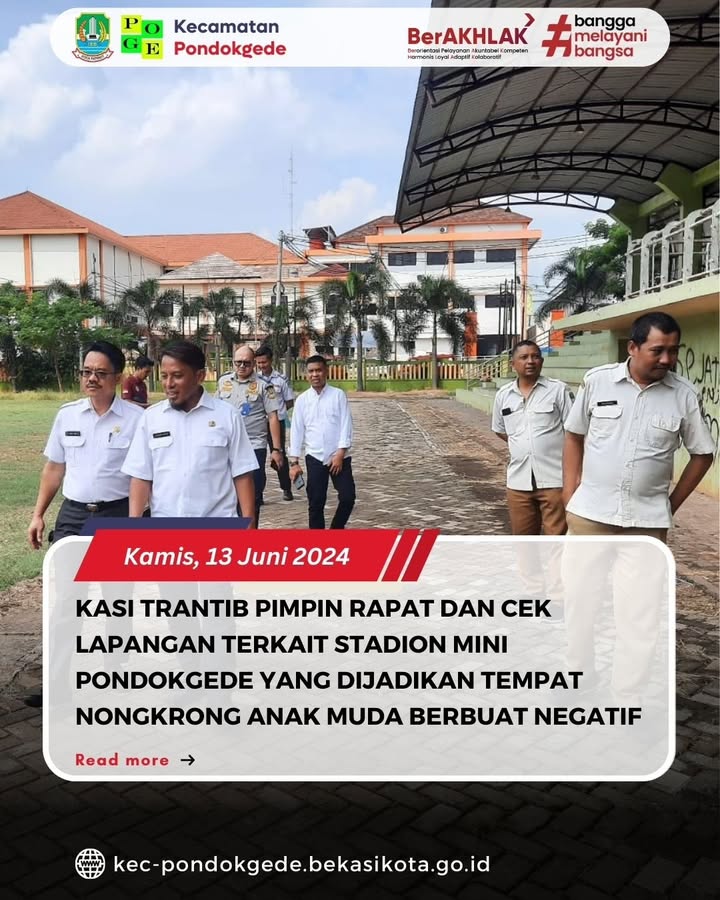 POGE
Kecamatan
Pondokgede
BerAKHLAK
Berorientasi Pelayanan Akuntabel Kompeten
Harmonis Loyal Adaptif Kolaboratif
#bangga
melayani
bangsa
Kamis, 13 Juni 2024
KASI TRANTIB PIMPIN RAPAT DAN CEK
LAPANGAN TERKAIT STADION MINI
PONDOKGEDE YANG DIJADIKAN TEMPAT
NONGKRONG ANAK MUDA BERBUAT NEGATIF
Read more →
kec-pondokgede.bekasikota.go.id